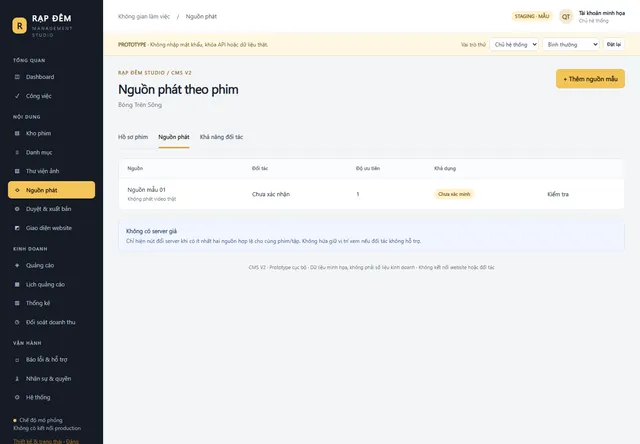 R
RẠP ĐÊM
MANAGEMENT
STUDIO
TỔNG QUAN
Dashboard
Công việc
NỘI DUNG
Kho phim
Danh mục
Thư viện ảnh
Nguồn phát
Duyệt & xuất bản
Giao diện website
KINH DOANH
Quảng cáo
Lịch quảng cáo
Thống kê
Đối soát doanh thu
VẬN HÀNH
Báo lỗi & hỗ trợ
Nhân sự & quyền
Hệ thống
Chế độ mô phỏng
Không có kết nối production
Không gian làm việc / Nguồn phát
STAGING · MẪU
QT
Tài khoản minh họa
Chủ hệ thống
PROTOTYPE · Không nhập mật khẩu, khóa API hoặc dữ liệu thật.
Vai trò thử
Chủ hệ thống
Bình thường
Đặt lại
RẠP ĐÊM STUDIO / CMS V2
Nguồn phát theo phim
Bóng Trên Sông
+ Thêm nguồn mẫu
Hồ sơ phim
Nguồn phát
Khả năng đối tác
Nguồn Đối tác Độ ưu tiên Khả dụng
Nguồn mẫu 01
Không phát video thật
Chưa xác nhận
1
Chưa xác minh
Kiểm tra
Không có server giả
Chỉ hiện nút đổi server khi có ít nhất hai nguồn hợp lệ cho cùng phim/tập. Không hứa giữ vị trí xem nếu đối tác không hỗ trợ.
CMS V2 · Prototype cục bộ · Dữ liệu minh họa, không phải số liệu kinh doanh · Không kết nối website hoặc đối tác